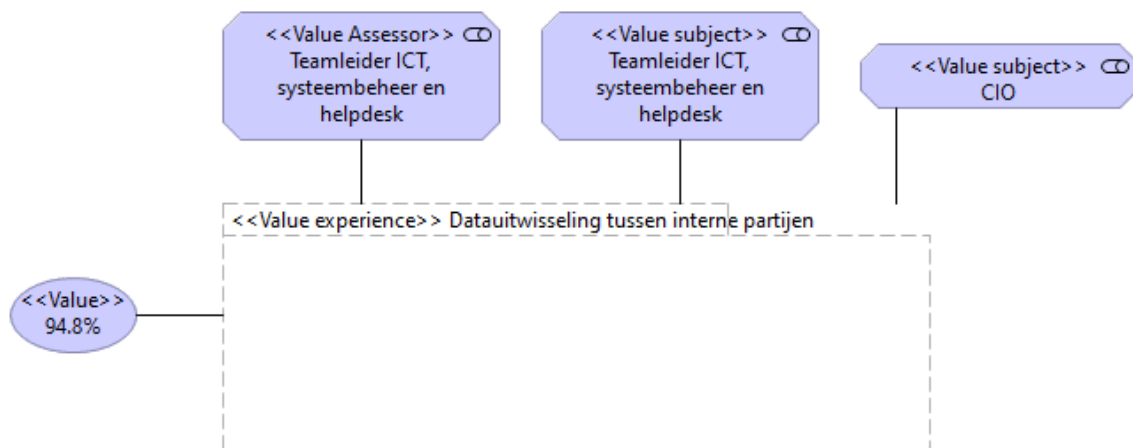 <<Value Assessor>>
Teamleider ICT,
systeembeheer en
helpdesk
<<Value subject>>
Teamleider ICT,
systeembeheer en
helpdesk
<<Value subject>>
CIO
<<Value experience>> Datauitwisseling tussen interne partijen
<<Value>>
94.8%